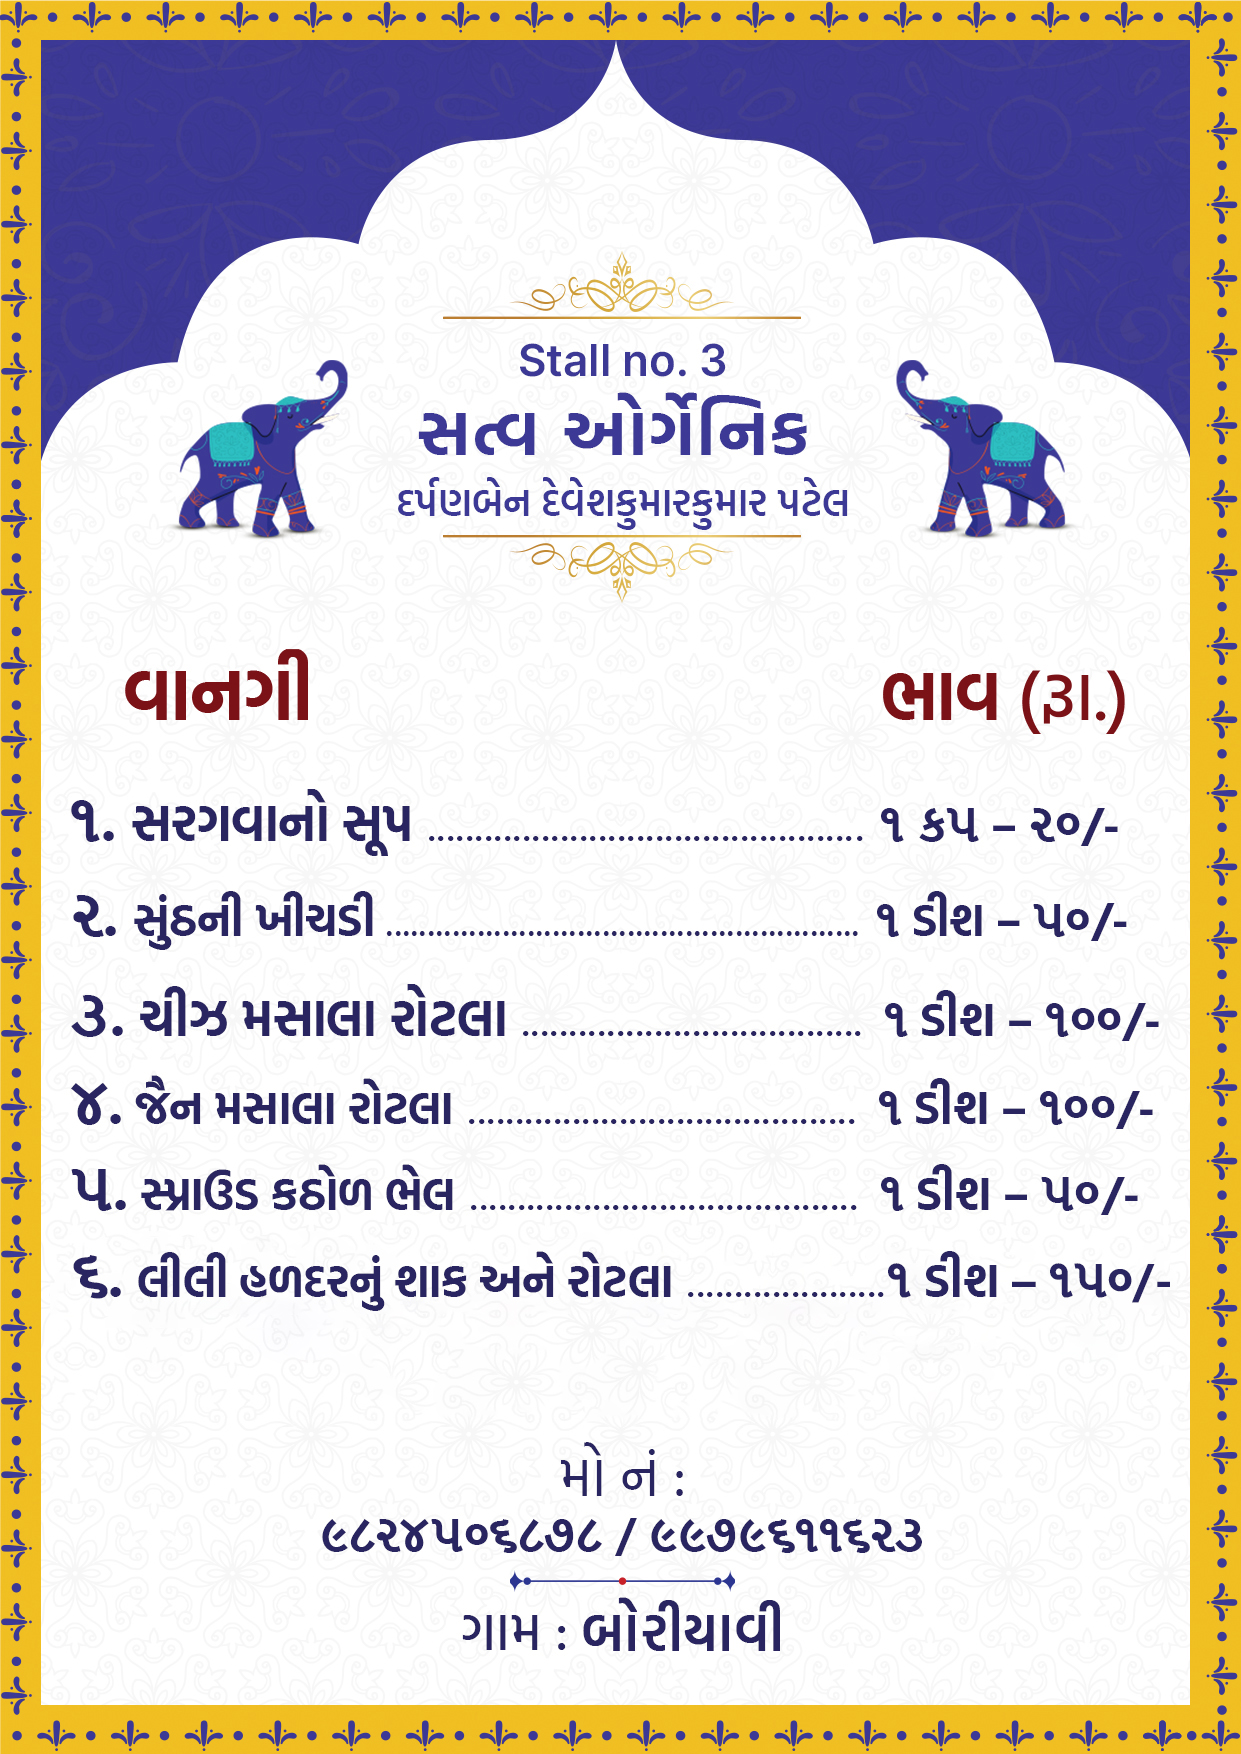 Stall no. 3
સત્વ ઓર્ગેનિક
દર્પણબેન દેવેશકુમારકુમાર પટેલ
વાનગી ભાવ (રૂા.)
૧. સરગવાનો સૂપ ............................................. ૧ કપ – ૨૦/-
૨. સુંઠની ખીચડી .................................................... ૧ ડીશ – ૫૦/-
૩. ચીઝ મસાલા રોટલા ................................... ૧ ડીશ – ૧૦૦/-
૪. જૈન મસાલા રોટલા ........................................ ૧ ડીશ – ૧૦૦/-
૫. સ્પ્રાઉડ કઠોળ ભેલ ........................................ ૧ ડીશ – ૫૦/-
૬. લીલી હળદરનું શાક અને રોટલા .....................૧ ડીશ – ૧૫૦/-
મો નં :
૯૮૨૪૫૦૬૮૭૮ / ૯૯૭૯૬૧૧૬૨૩
ગામ : બોરીયાવી